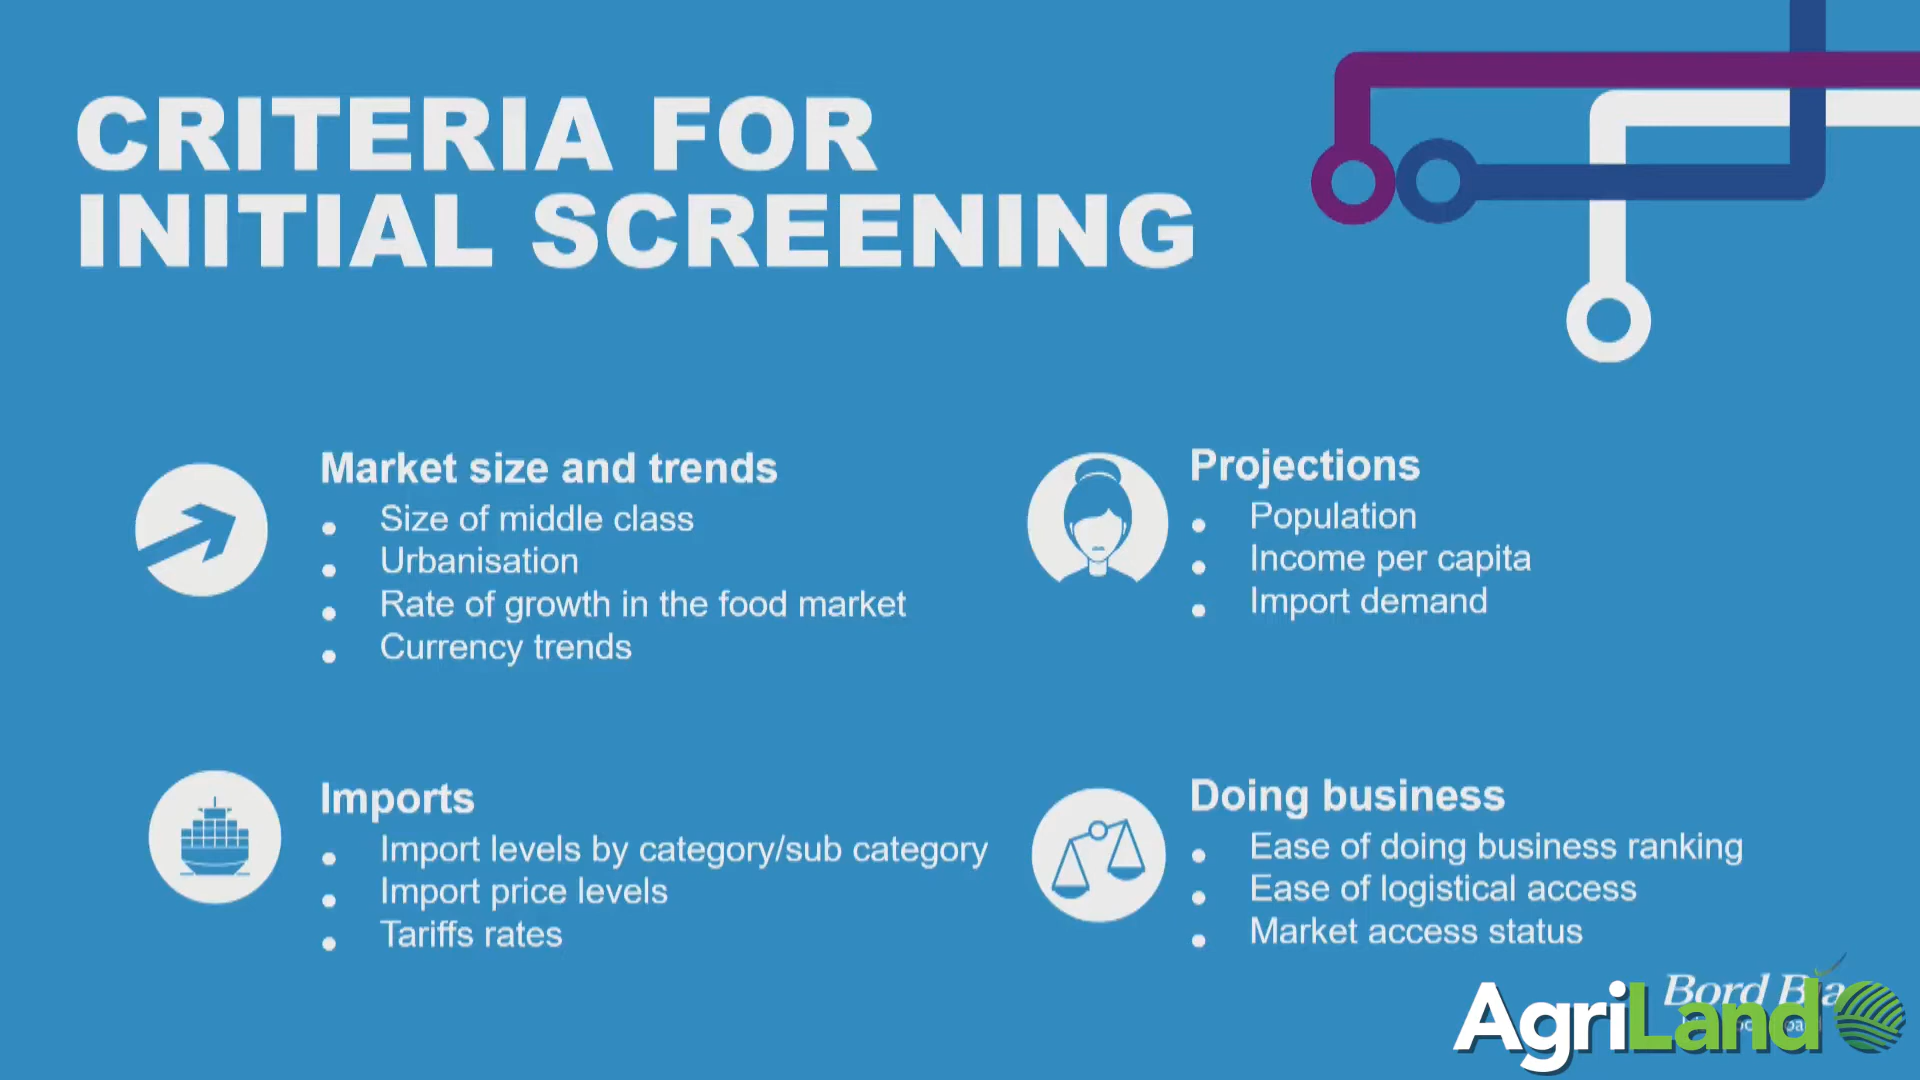 CRITERIA FOR
INITIAL SCREENING
Market size and trends
Size of middle class
Urbanisation
Rate of growth in the food market
Currency trends
Projections
Population
Income per capita
Import demand
Imports
Import levels by category/sub category
Import price levels
Tariffs rates
Doing business
Ease of doing business ranking
Ease of logistical access
Market access status
Bord
AgriLand